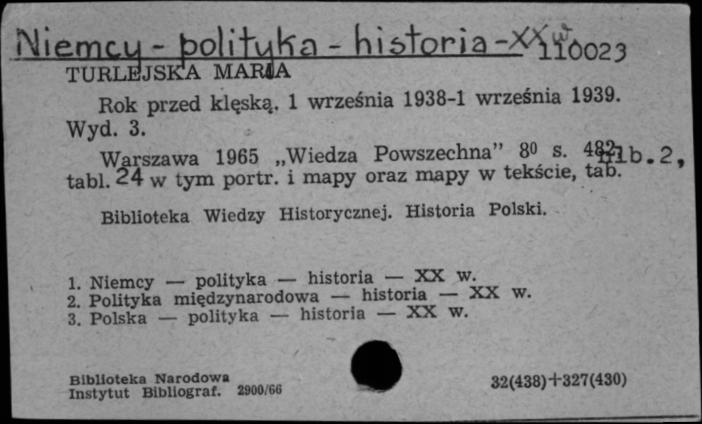 Niemcy - polityka - historia - XX w.
110023
TURLEJSKA MARIA
Rok przed klęską. 1 września 1938-1 września 1939.
Wyd. 3.
Warszawa 1965 „Wiedza Powszechna” 8⁰ s. 482, nlb. 2,
tabl. 24 w tym portr. i mapy oraz mapy w tekście, tab.
Biblioteka Wiedzy Historycznej. Historia Polski.
1. Niemcy — polityka — historia — XX w.
2. Polityka międzynarodowa — historia — XX w.
3. Polska — polityka — historia — XX w.
Biblioteka Narodowa
Instytut Bibliograf. 2900/66
32(438)+327(430)